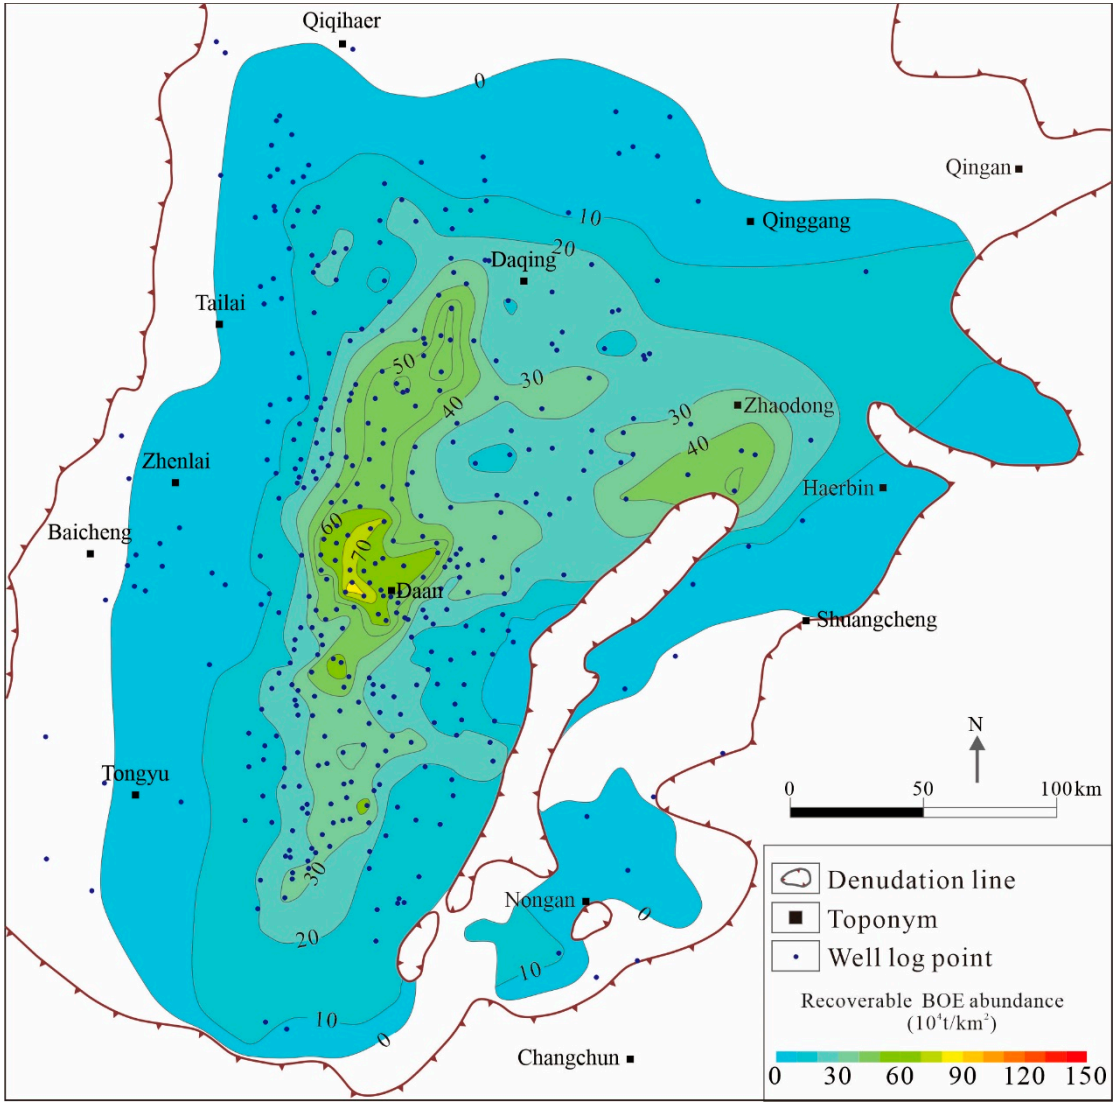 Qiqihaer
0
Qingan
10
Qinggang
20
Daqing
Tailai
50
30
40
30
Zhaodong
40
Zhenlai
Haerbin
60
Baicheng
70
Daan
Shuangcheng
N
Tongyu
0 50 100km
30
Denudation line
Nongan
0
Toponym
20
Well log point
10
Recoverable BOE abundance
(10⁴t/km²)
10
0
Changchun
0 30 60 90 120 150